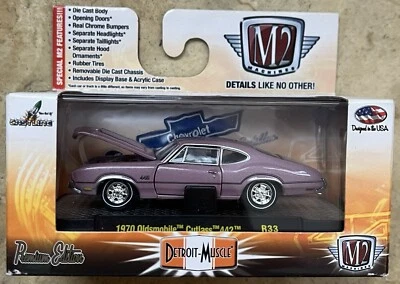 SPECIAL M2 FEATURES!!!
• Die Cast Body
• Opening Doors*
• Real Chrome Bumpers
• Separate Headlights*
• Separate Taillights*
• Separate Hood
Ornaments*
• Rubber Tires
• Removable Die Cast Chassis
• Includes Display Base & Acrylic Case
M2
MACHINES
DETAILS LIKE NO OTHER!
Designed in the USA
Chevrolet
442
1970 Oldsmobile™ Cutlass™ 442™ R33
Premium Edition
DETROIT-MUSCLE
M2
MACHINES